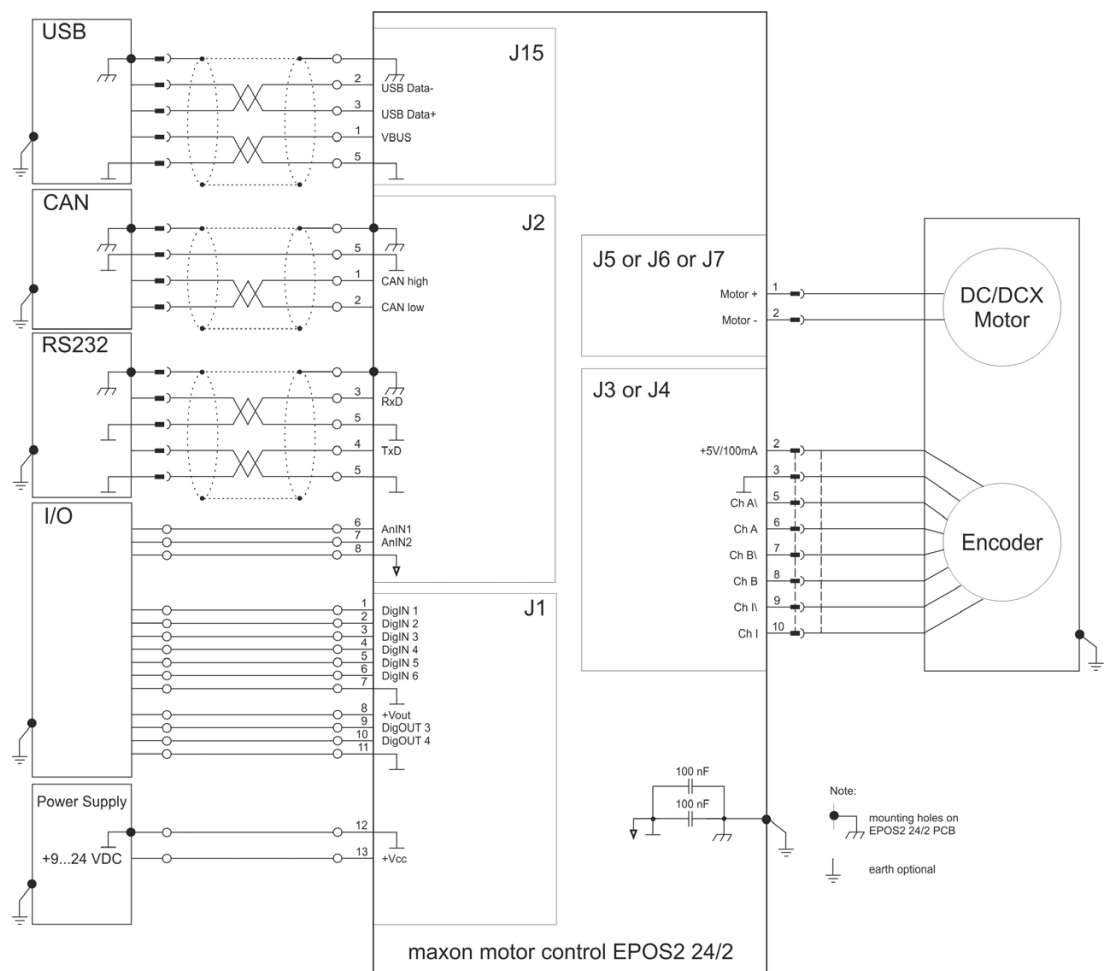 USB
J15
2
USB Data-
3
USB Data+
1
VBUS
5
CAN
J2
5
1
CAN high
2
CAN low
RS232
3
RxD
5
4
TxD
5
I/O
6
AnIN1
7
AnIN2
8
J1
1
DigIN 1
2
DigIN 2
3
DigIN 3
4
DigIN 4
5
DigIN 5
6
DigIN 6
7
8
+Vout
9
DigOUT 3
10
DigOUT 4
11
Power Supply
+9...24 VDC
12
13
+Vcc
J5 or J6 or J7
Motor +
1
Motor -
2
DC/DCX
Motor
J3 or J4
+5V/100mA
2
3
Ch A\
5
Ch A
6
Ch B\
7
Ch B
8
Ch I\
9
Ch I
10
Encoder
100 nF
100 nF
Note:
mounting holes on
EPOS2 24/2 PCB
earth optional
maxon motor control EPOS2 24/2